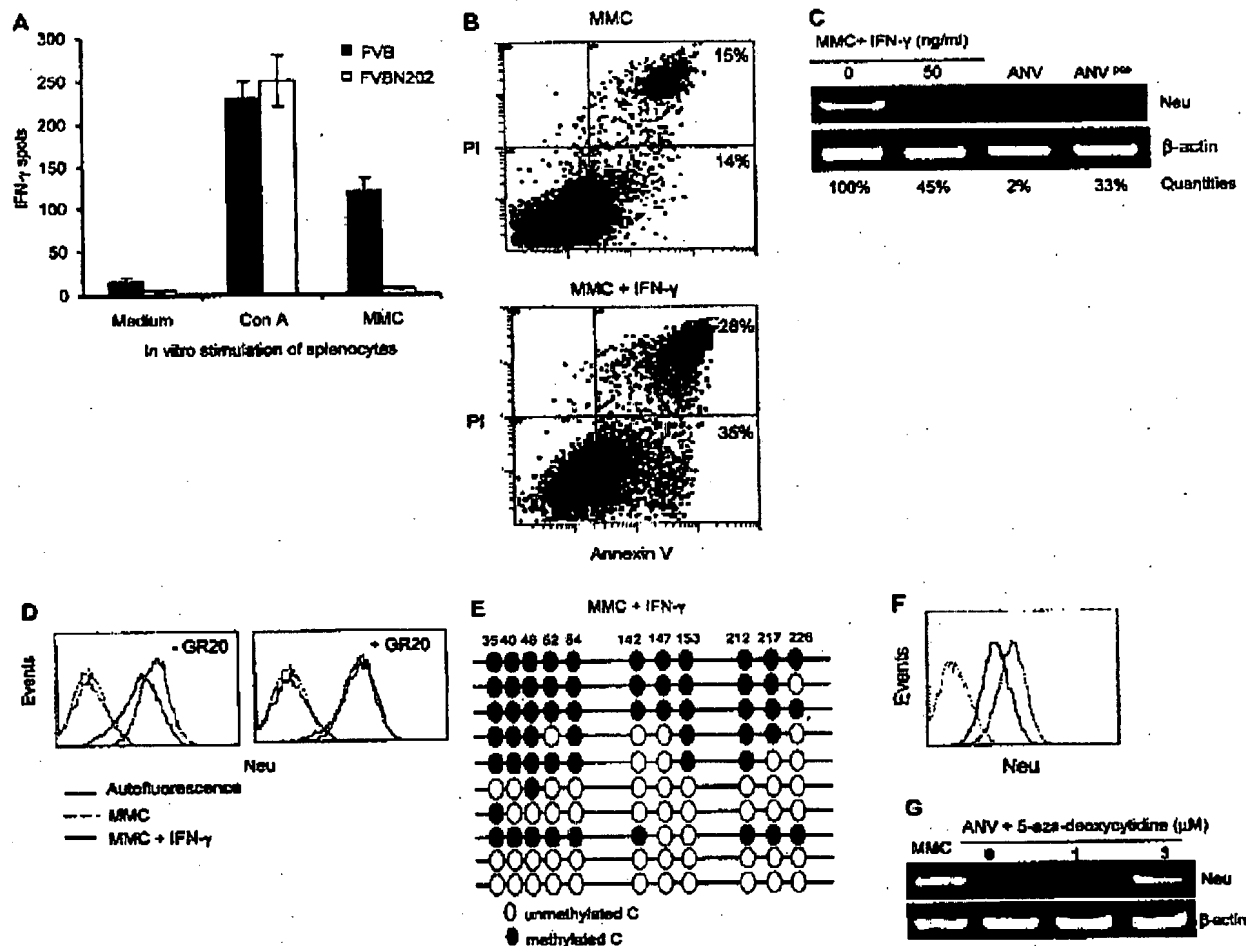 A
300
250
200
150
100
50
0
IFN-γ spots
FVB
FVBN202
Medium
Con A
MMC
In vitro stimulation of splenocytes
B
MMC
15%
14%
PI
MMC + IFN-γ
28%
35%
PI
Annexin V
C
MMC+ IFN-γ (ng/ml)
0 50 ANV
Neu
β-actin
100% 45% 2% 33% Quantities
D
- GR20
+ GR20
Events
Neu
Autofluorescence
MMC
MMC + IFN-γ
E
MMC + IFN-γ
35 40 48 52 54 142 147 153 212 217 226
unmethylated C
methylated C
F
Events
Neu
G
ANV + 5-aza-deoxycytidine (μM)
MMC 0 1 3
Neu
β-actin